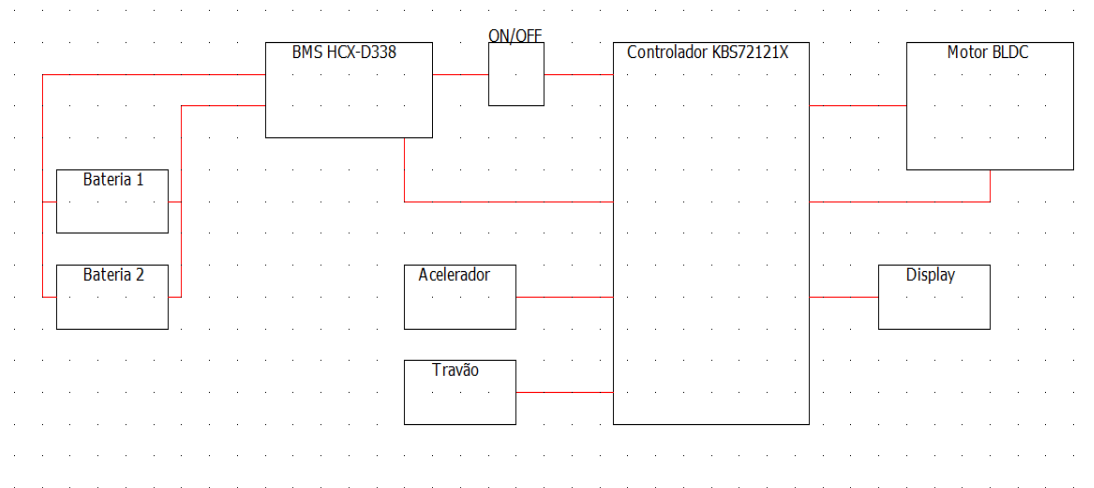 ON/OFF
BMS HCX-D338
Controlador KBS72121X
Motor BLDC
Bateria 1
Bateria 2
Acelerador
Display
Travão